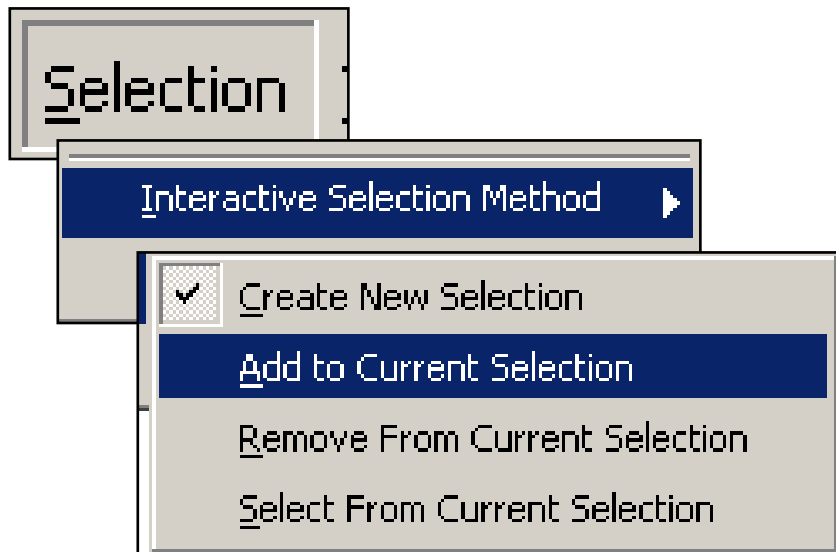 Selection
Interactive Selection Method
Create New Selection
Add to Current Selection
Remove From Current Selection
Select From Current Selection